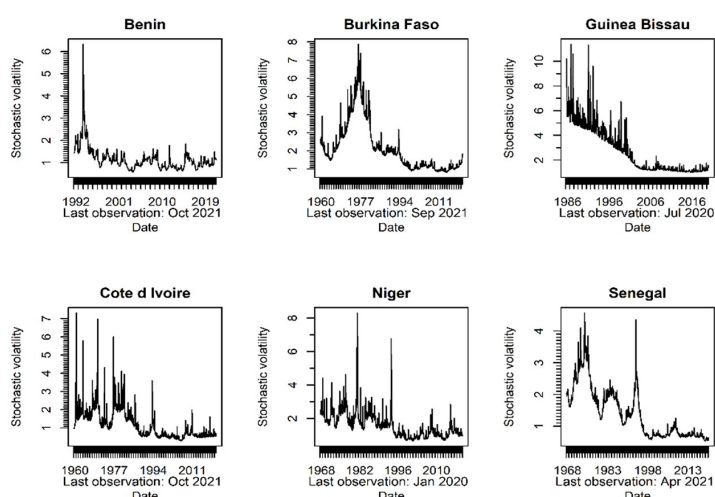 Benin
Stochastic volatility
1 2 3 4 5 6
1992 2001 2010 2019
Last observation: Oct 2021
Date
Burkina Faso
Stochastic volatility
1 2 3 4 5 6 7 8
1960 1977 1994 2011
Last observation: Sep 2021
Date
Guinea Bissau
Stochastic volatility
2 4 6 8 10
1986 1996 2006 2016
Last observation: Jul 2020
Date
Cote d Ivoire
Stochastic volatility
1 2 3 4 5 6 7
1960 1977 1994 2011
Last observation: Oct 2021
Date
Niger
Stochastic volatility
2 4 6 8
1968 1982 1996 2010
Last observation: Jan 2020
Date
Senegal
Stochastic volatility
1 2 3 4
1968 1983 1998 2013
Last observation: Apr 2021
Date